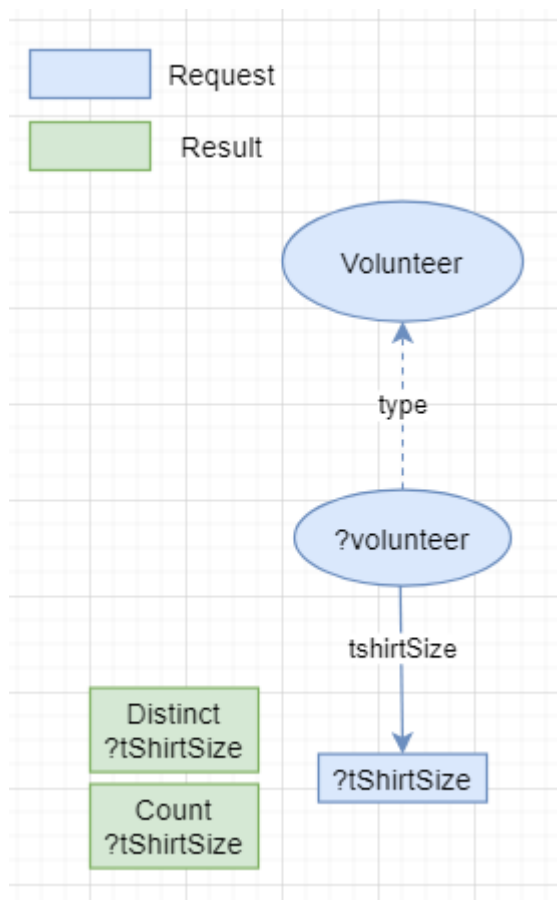 Request
Result
Volunteer
type
?volunteer
tshirtSize
Distinct
?tShirtSize
?tShirtSize
Count
?tShirtSize